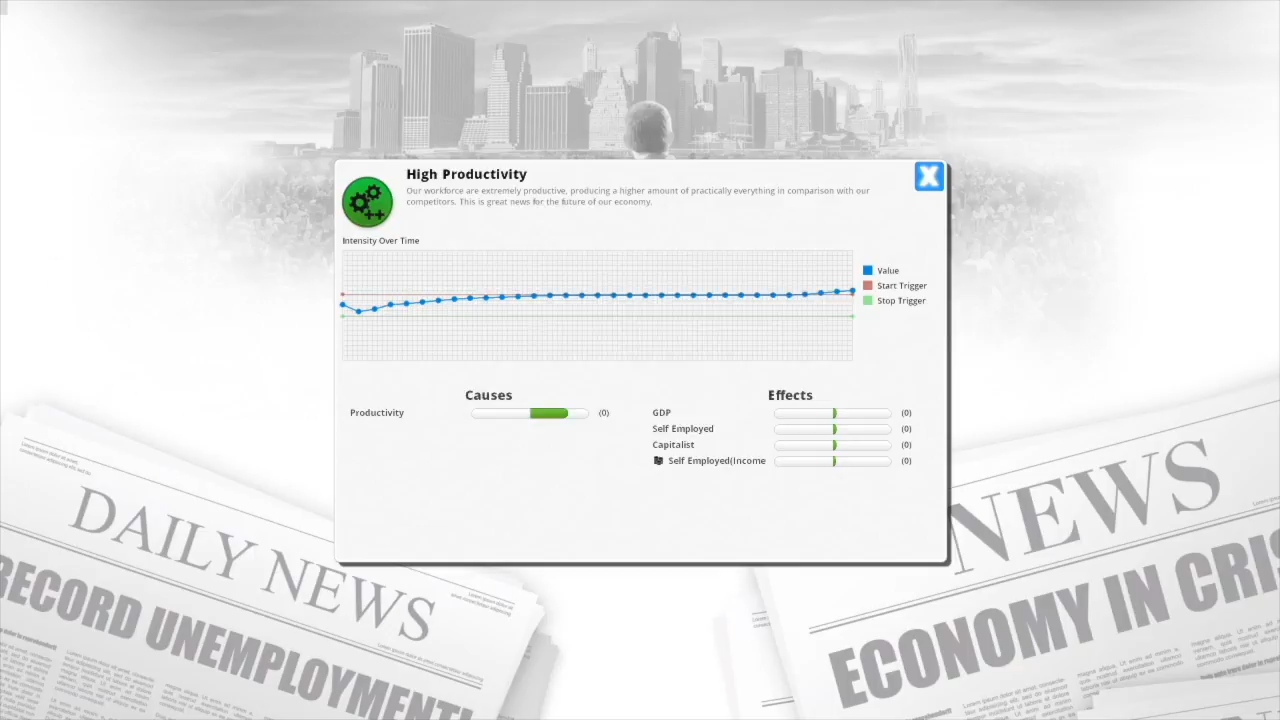 High Productivity
Our workforce are extremely productive, producing a higher amount of practically everything in comparison with our
competitors. This is great news for the future of our economy.
X
Intensity Over Time
Value
Start Trigger
Stop Trigger
Causes
Productivity (0)
Effects
GDP (0)
Self Employed (0)
Capitalist (0)
Self Employed(Income (0)
DAILY NEWS
RECORD UNEMPLOYMENT!
NEWS
ECONOMY IN CRIS